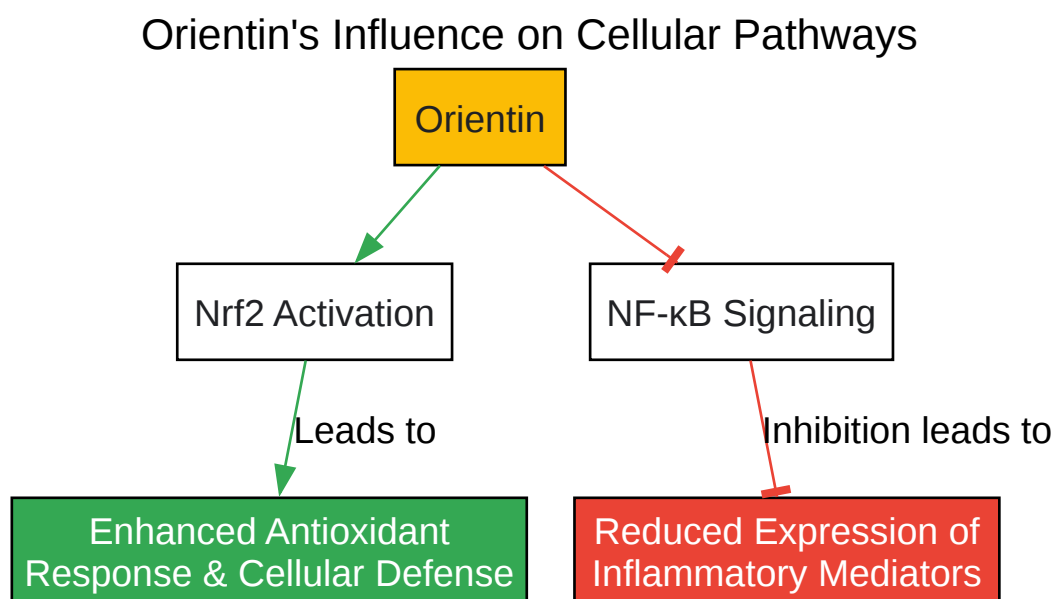 Orientin's Influence on Cellular Pathways
Orientin
Nrf2 Activation
NF-κB Signaling
Leads to
Inhibition leads to
Enhanced Antioxidant
Response & Cellular Defense
Reduced Expression of
Inflammatory Mediators